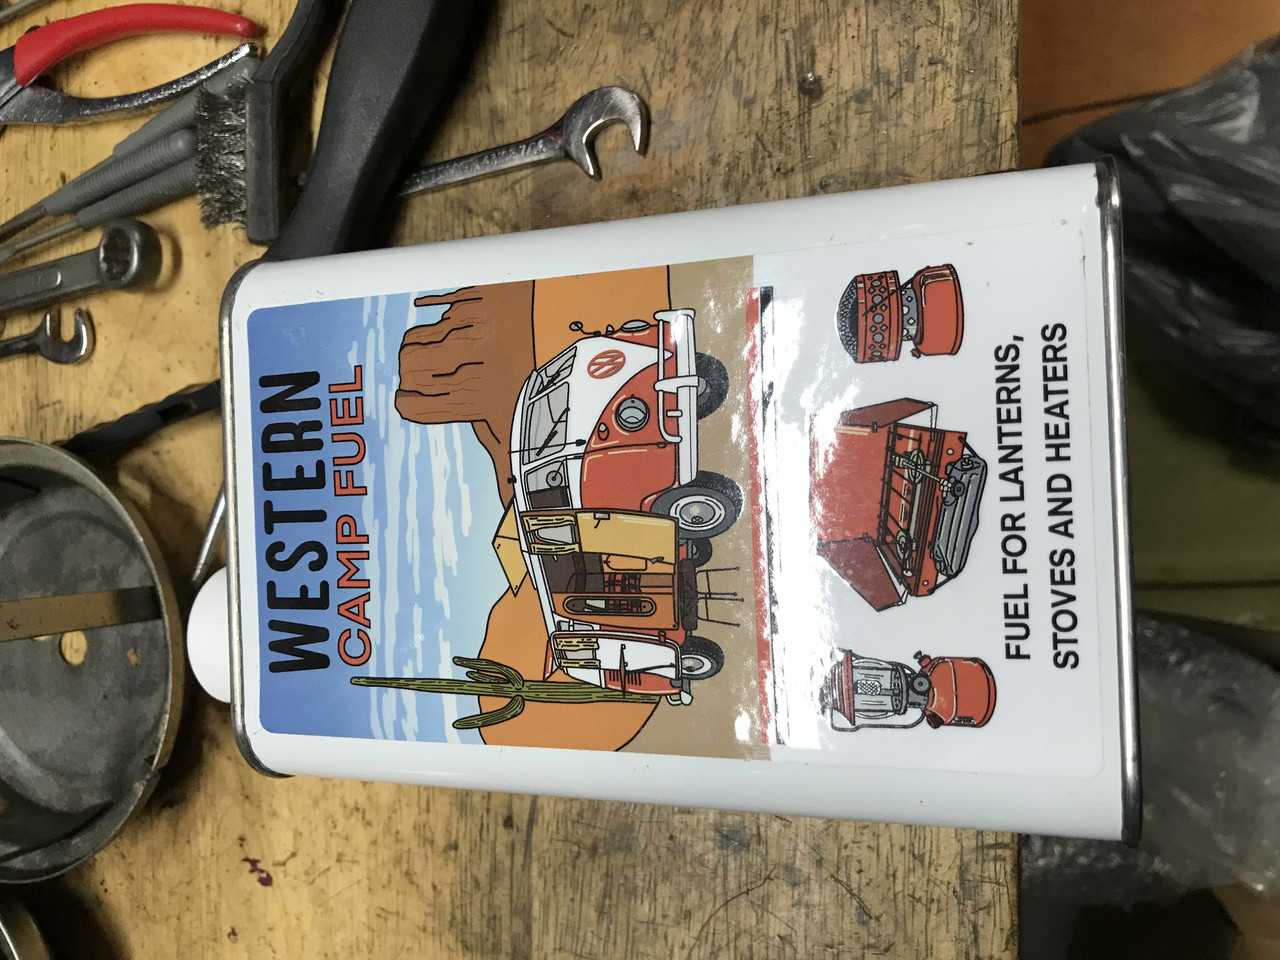 WESTERN
CAMP FUEL
FUEL FOR LANTERNS,
STOVES AND HEATERS